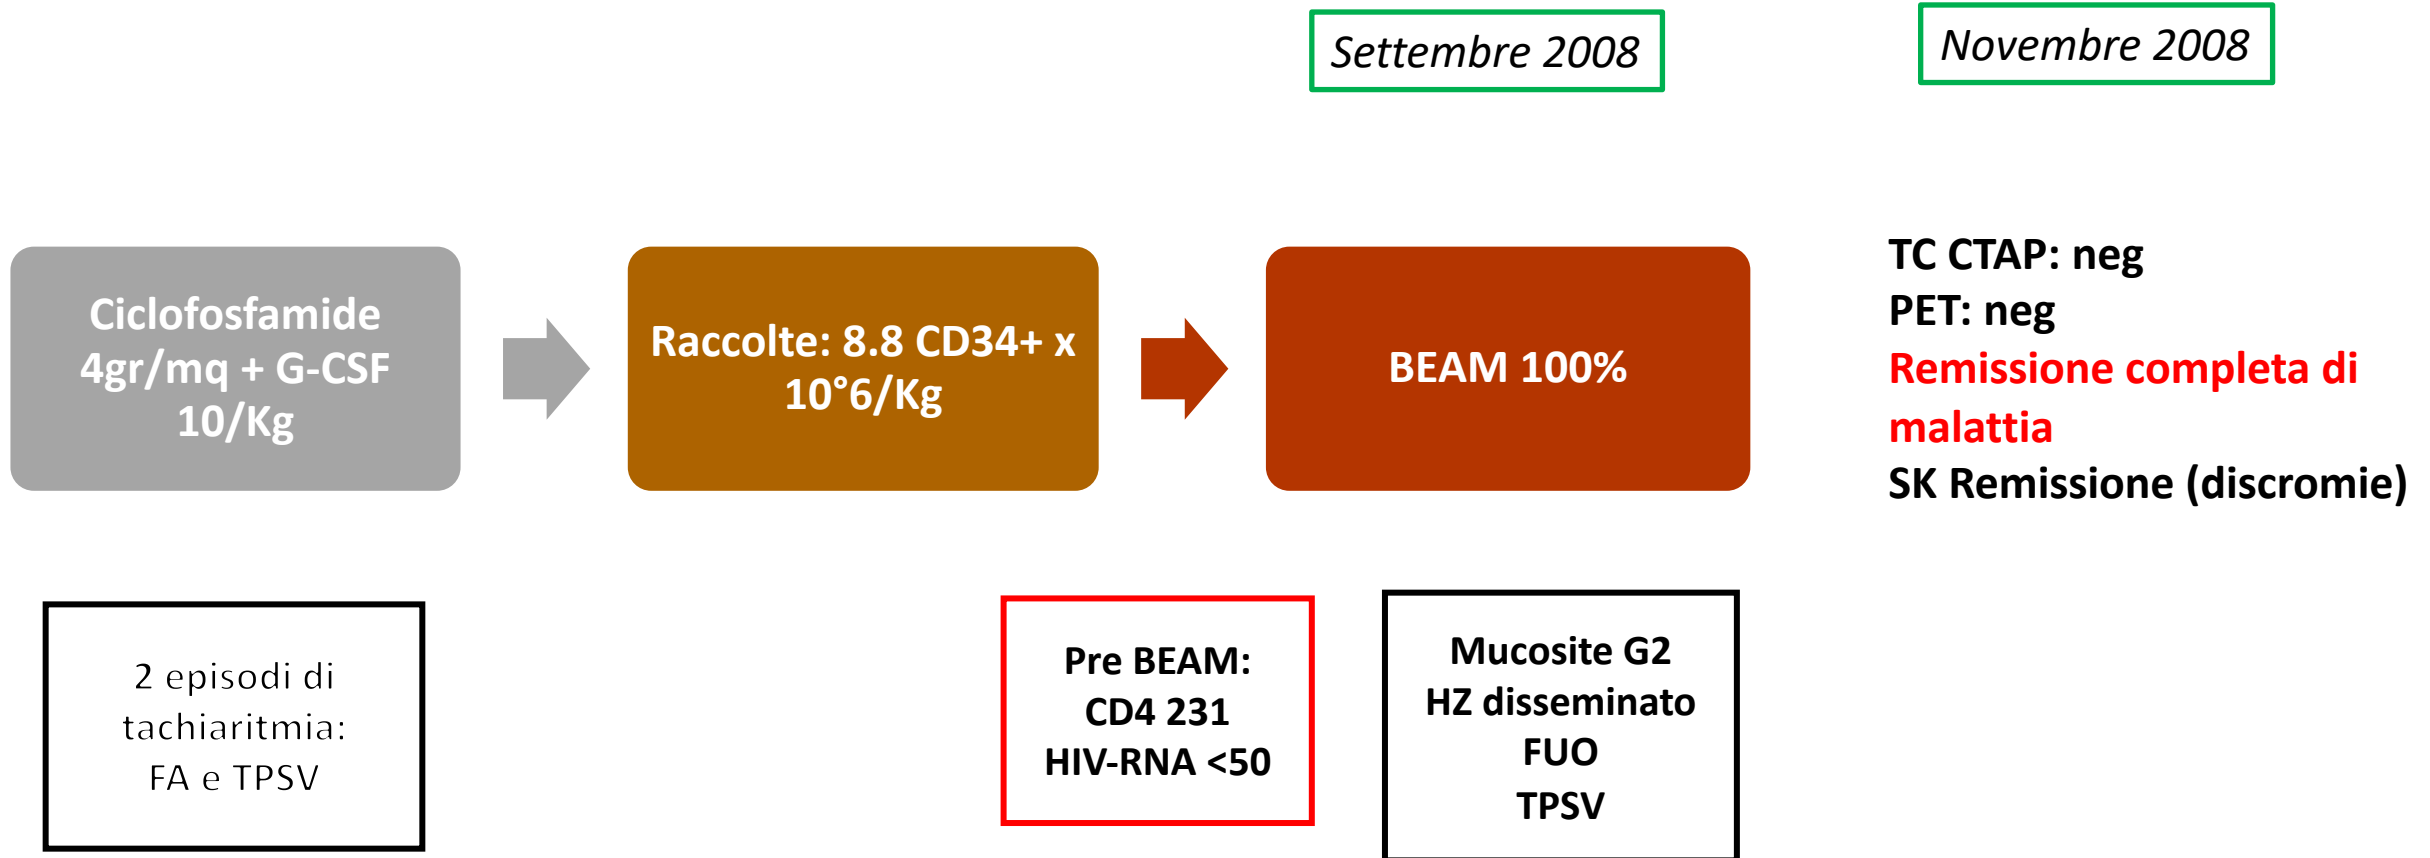 Settembre 2008
Novembre 2008
Ciclofosfamide
4gr/mq + G-CSF
10/Kg
Raccolte: 8.8 CD34+ x
10°6/Kg
BEAM 100%
TC CTAP: neg
PET: neg
Remissione completa di
malattia
SK Remissione (discromie)
2 episodi di
tachiaritmia:
FA e TPSV
Pre BEAM:
CD4 231
HIV-RNA <50
Mucosite G2
HZ disseminato
FUO
TPSV